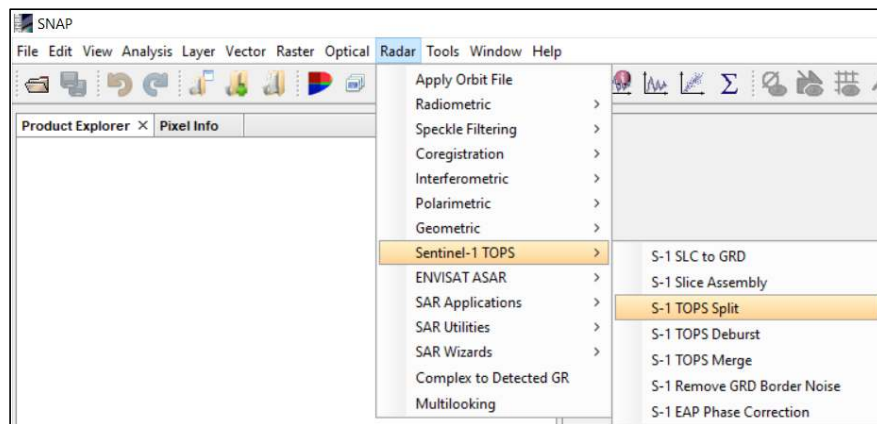 SNAP
File Edit View Analysis Layer Vector Raster Optical Radar Tools Window Help
Product Explorer Pixel Info
Apply Orbit File
Radiometric
Speckle Filtering
Coregistration
Interferometric
Polarimetric
Geometric
Sentinel-1 TOPS
ENVISAT ASAR
SAR Applications
SAR Utilities
SAR Wizards
Complex to Detected GR
Multilooking
S-1 SLC to GRD
S-1 Slice Assembly
S-1 TOPS Split
S-1 TOPS Deburst
S-1 TOPS Merge
S-1 Remove GRD Border Noise
S-1 EAP Phase Correction